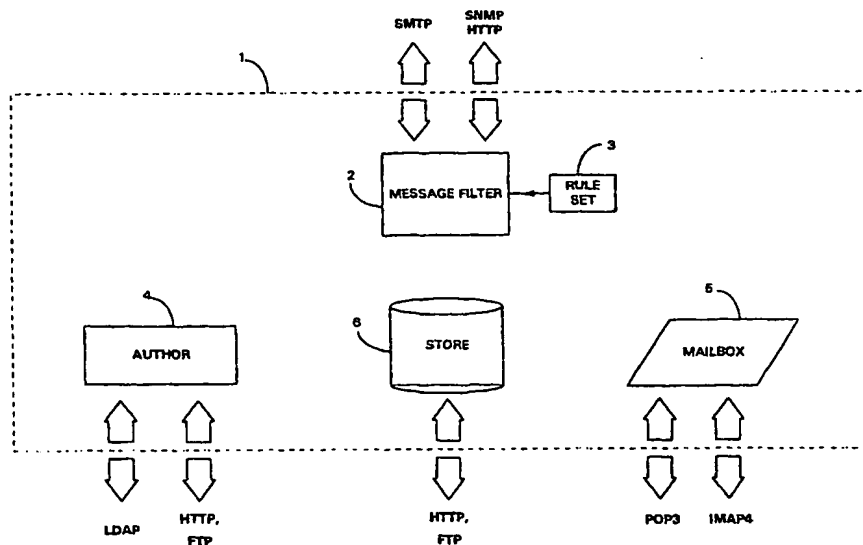 SMTP
SNMP
HTTP
1
2
MESSAGE FILTER
3
RULE
SET
4
AUTHOR
6
STORE
5
MAILBOX
LDAP
HTTP,
FTP
HTTP,
FTP
POP3
IMAP4